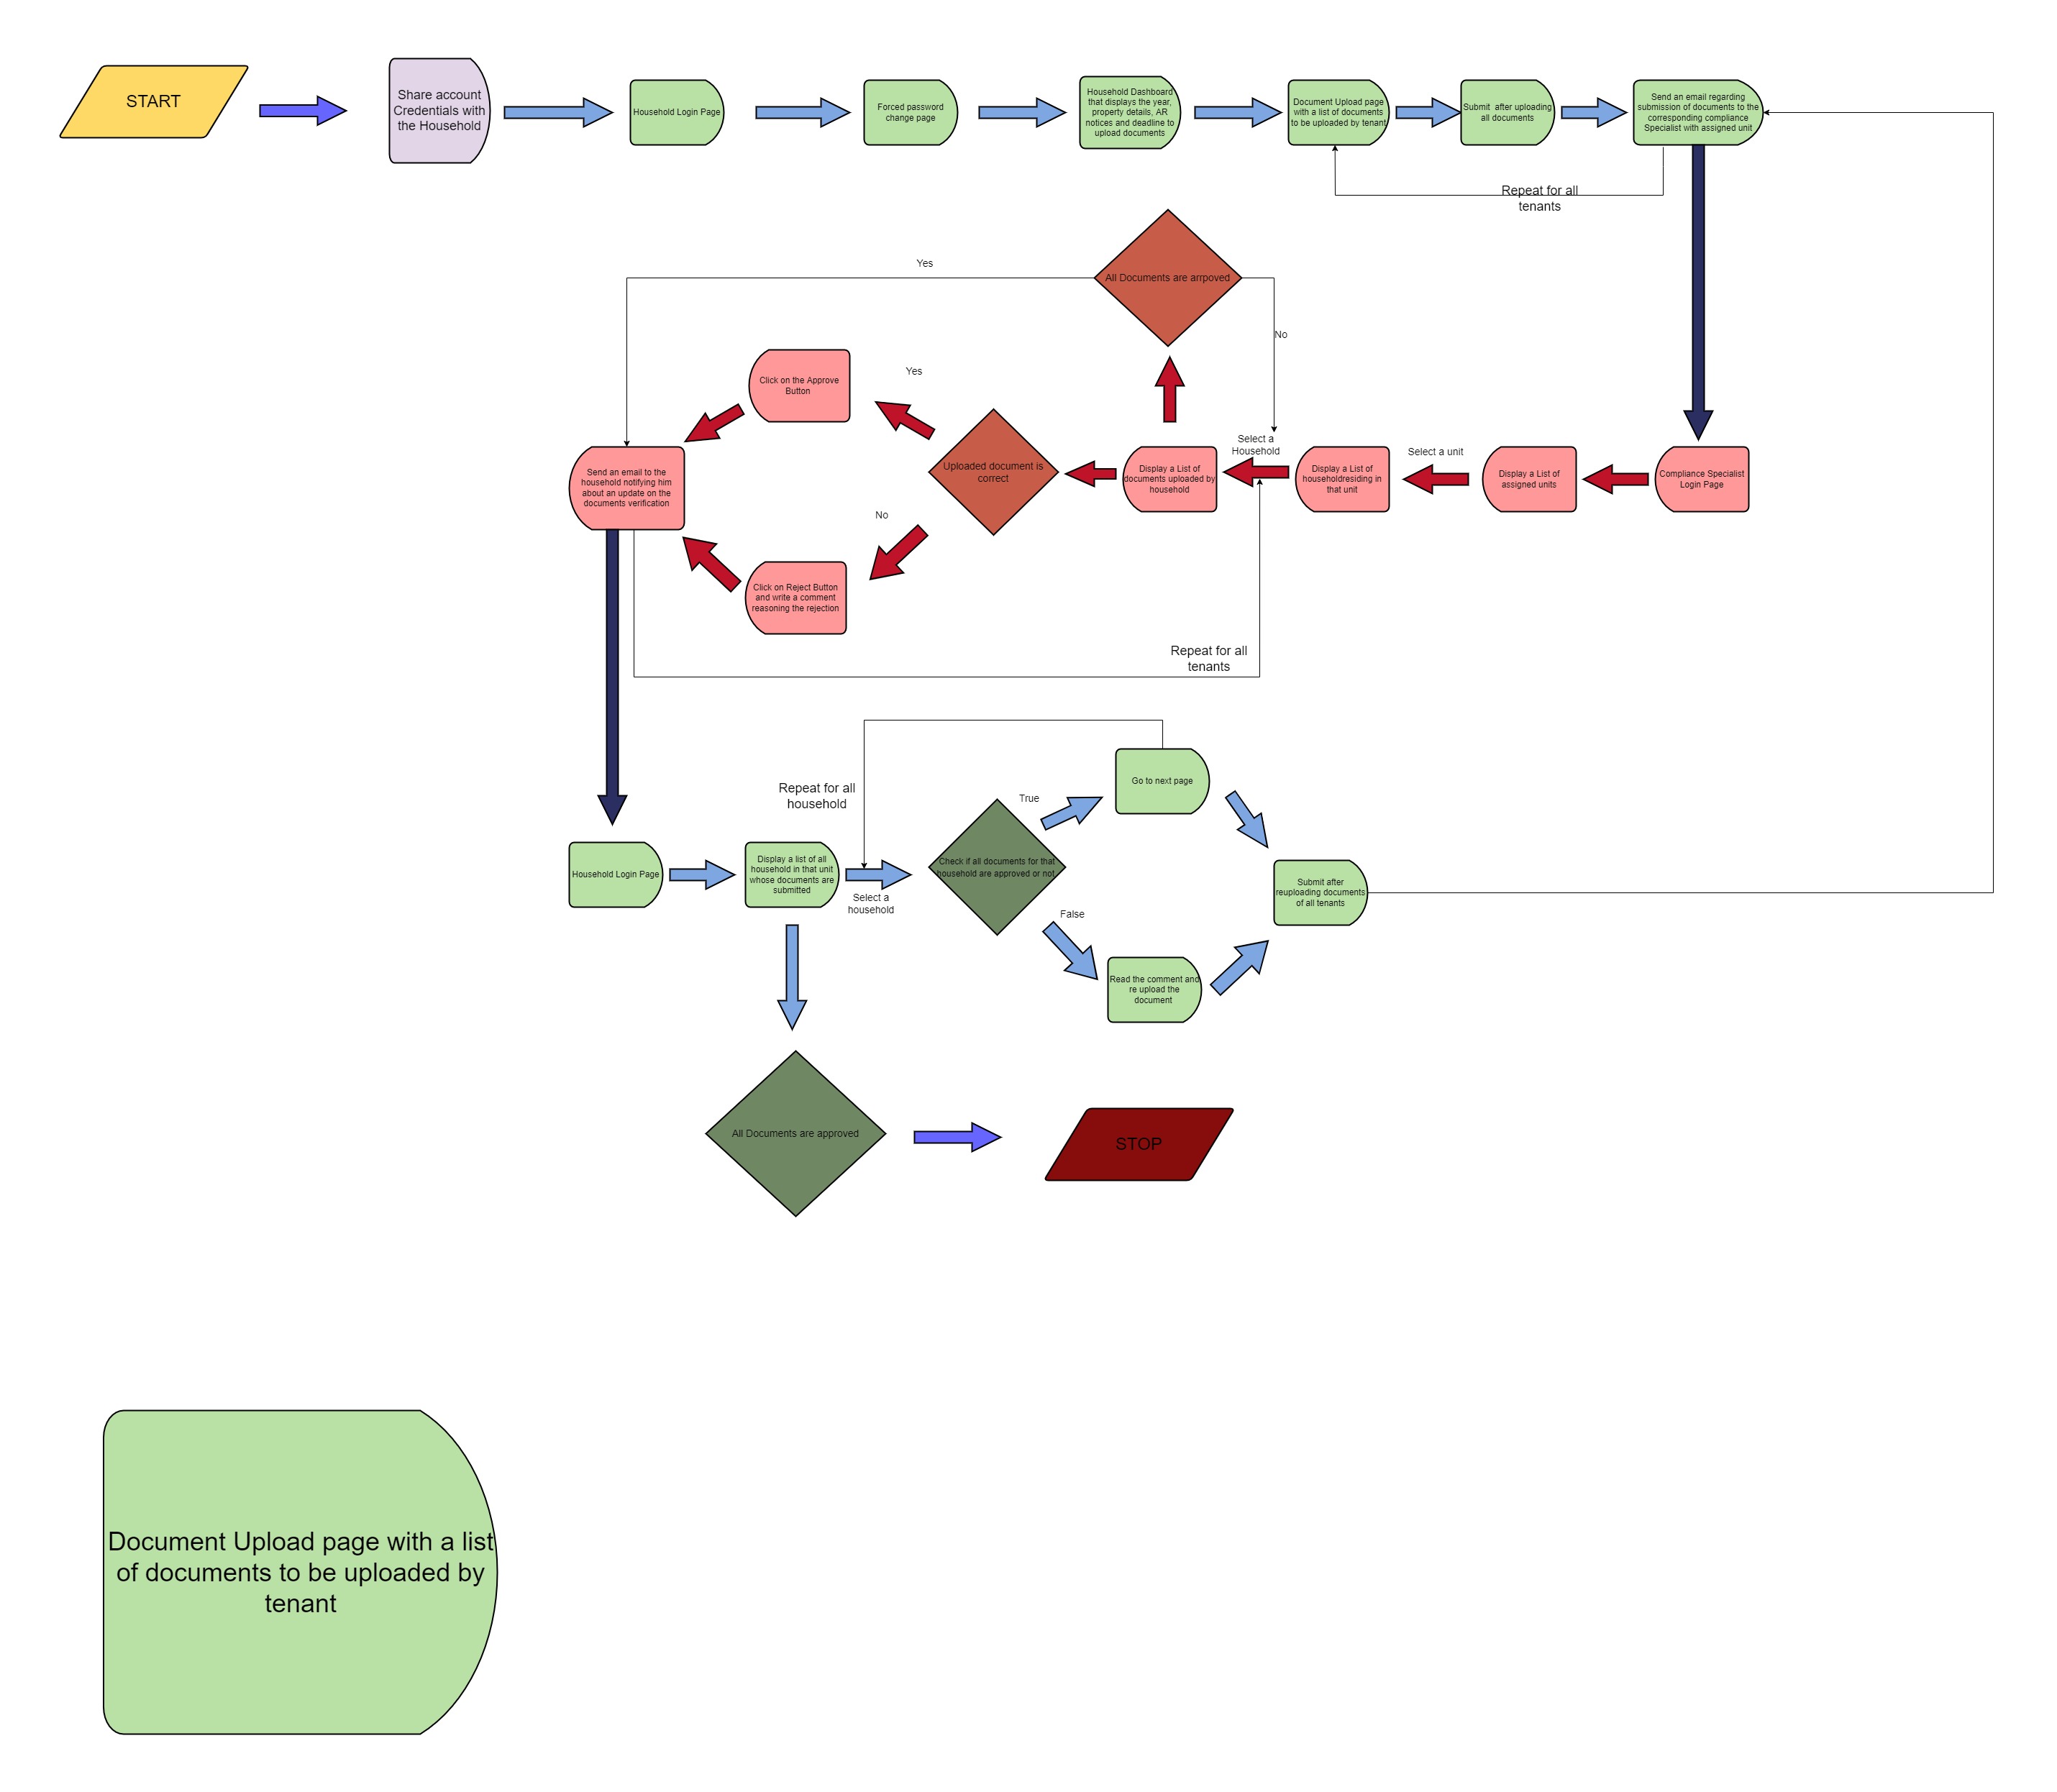 START
Share account
Credentials with
the Household
Household Login Page
Forced password
change page
Household Dashboard
that displays the year,
property details, AR
notices and deadline to
upload documents
Document Upload page
with a list of documents
to be uploaded by tenant
Submit  after uploading
all documents
Send an email regarding
submission of documents to the
corresponding compliance
Specialist with assigned unit
Repeat for all
tenants
All Documents are arrpoved
Yes
No
Click on the Approve
Button
Yes
Uploaded document is
correct
No
Send an email to the
household notifying him
about an update on the
documents verification
Click on Reject Button
and write a comment
reasoning the rejection
Display a List of
documents uploaded by
household
Select a
Household
Display a List of
householdresiding in
that unit
Select a unit
Display a List of
assigned units
Compliance Specialist
Login Page
Repeat for all
tenants
Repeat for all
household
True
Go to next page
Household Login Page
Display a list of all
household in that unit
whose documents are
submitted
Select a
household
Check if all documents for that
household are approved or not
False
Submit after
reuploading documents
of all tenants
Read the comment and
re upload the
document
All Documents are approved
STOP
Document Upload page with a list
of documents to be uploaded by
tenant